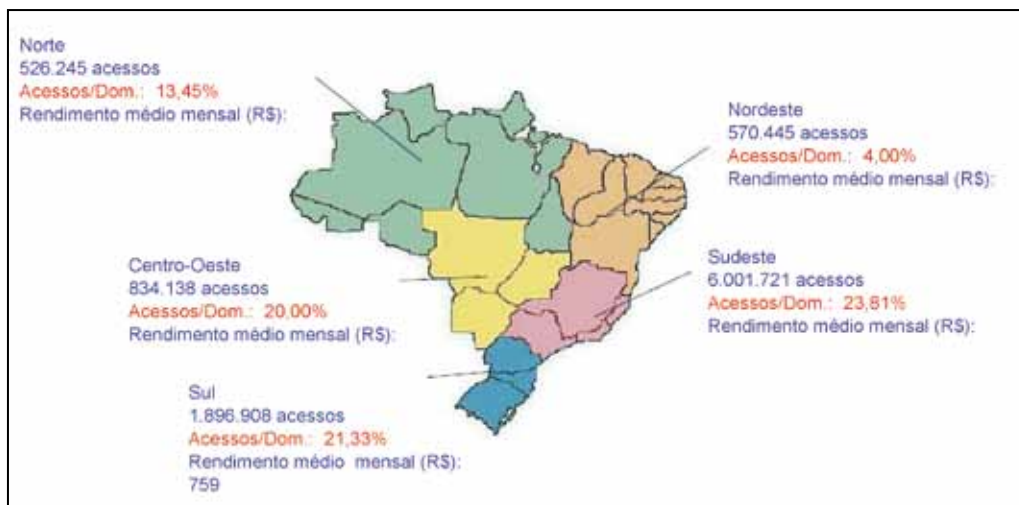 Norte
526.245 acessos
Acessos/Dom.: 13,45%
Rendimento médio mensal (R$):
Nordeste
570.445 acessos
Acessos/Dom.: 4,00%
Rendimento médio mensal (R$):
Centro-Oeste
834.138 acessos
Acessos/Dom.: 20,00%
Rendimento médio mensal (R$):
Sudeste
6.001.721 acessos
Acessos/Dom.: 23,81%
Rendimento médio mensal (R$):
Sul
1.896.908 acessos
Acessos/Dom.: 21,33%
Rendimento médio mensal (R$):
759